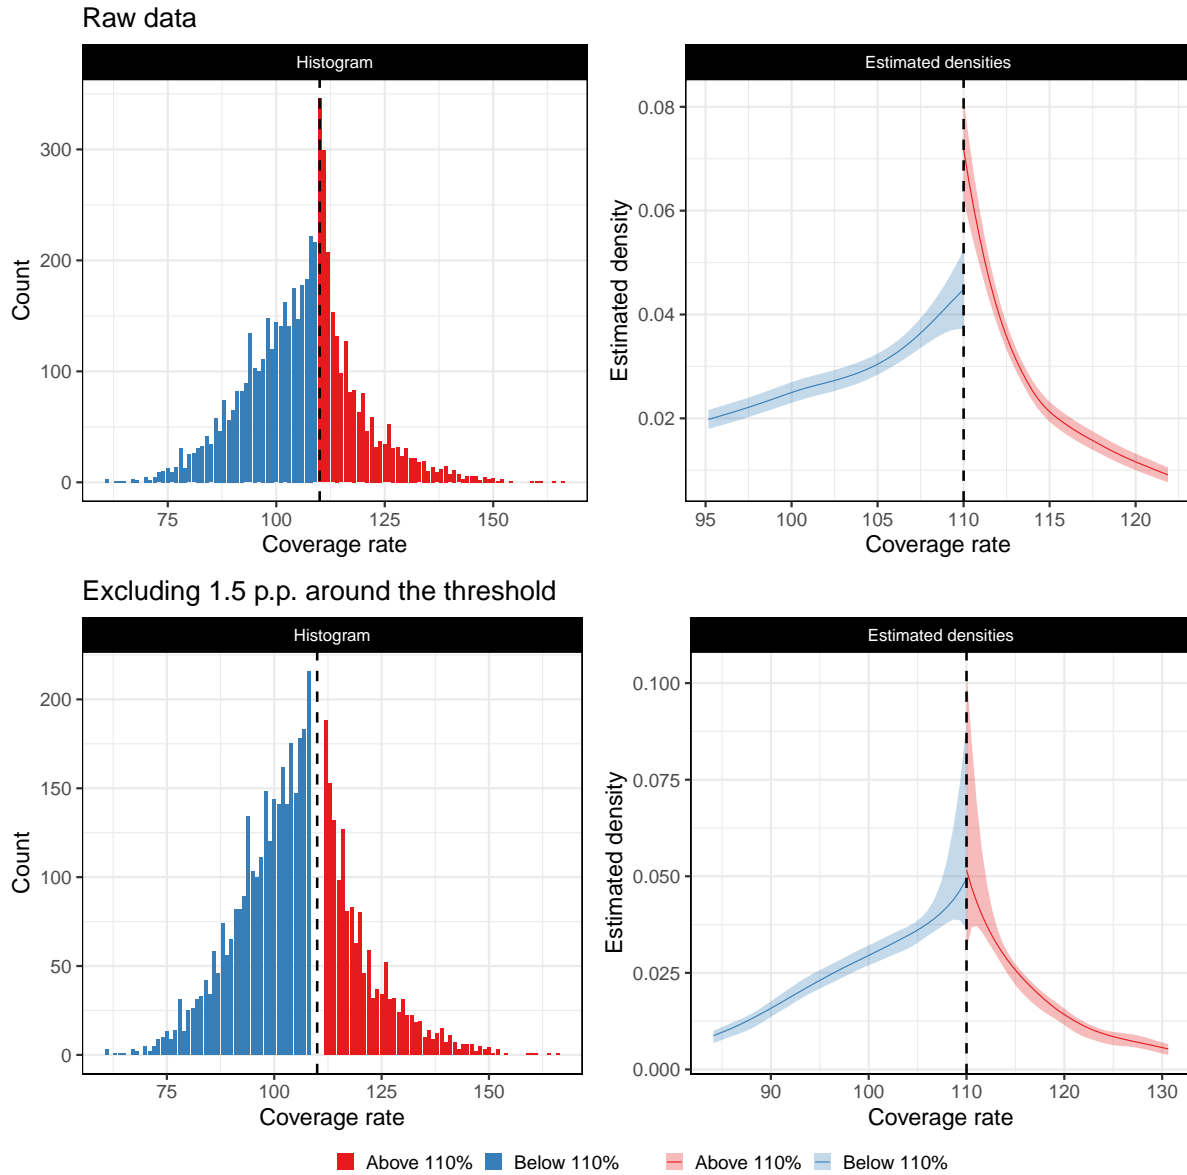 Raw data
Histogram
Estimated densities
Count
300
200
100
0
75 100 125 150
Coverage rate
Estimated density
0.08
0.06
0.04
0.02
95 100 105 110 115 120
Coverage rate
Excluding 1.5 p.p. around the threshold
Histogram
Estimated densities
Count
200
150
100
50
0
75 100 125 150
Coverage rate
Estimated density
0.100
0.075
0.050
0.025
0.000
90 100 110 120 130
Coverage rate
Above 110% Below 110% Above 110% Below 110%